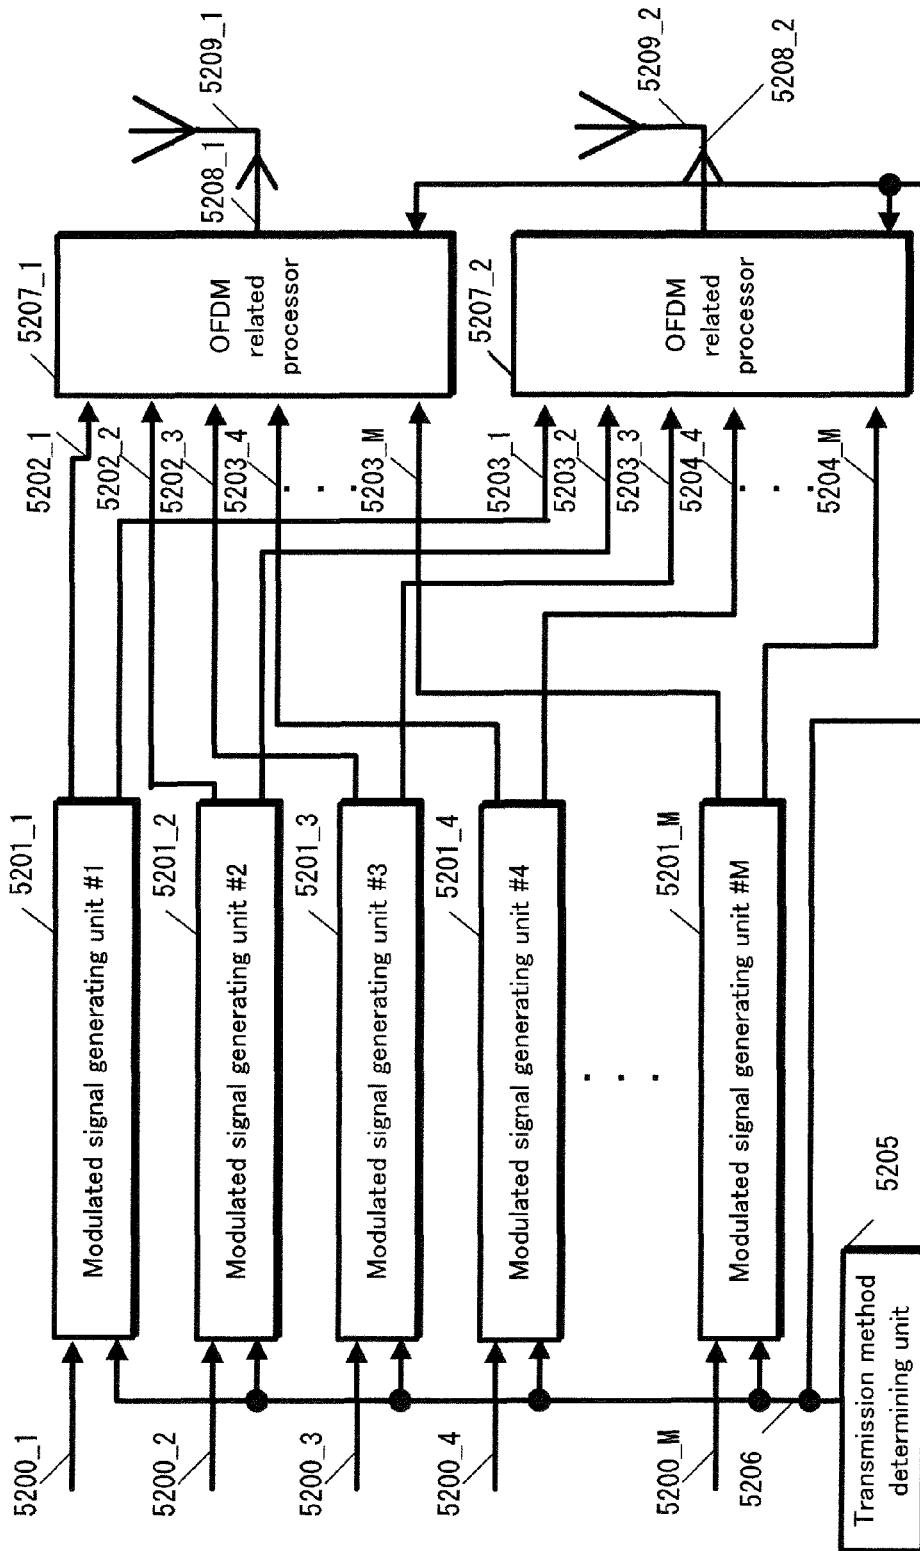 5200_1
5201_1
Modulated signal generating unit #1
5202_1
5207_1
OFDM
related
processor
5208_1
5209_1
5200_2
5201_2
Modulated signal generating unit #2
5202_2
5200_3
5201_3
Modulated signal generating unit #3
5202_3
5200_4
5201_4
Modulated signal generating unit #4
5203_4
. . .
5203_M
5203_1
5203_2
5203_3
5204_4
. . .
5204_M
5207_2
OFDM
related
processor
5209_2
5208_2
. . .
5200_M
5201_M
Modulated signal generating unit #M
5206
5205
Transmission method
determining unit